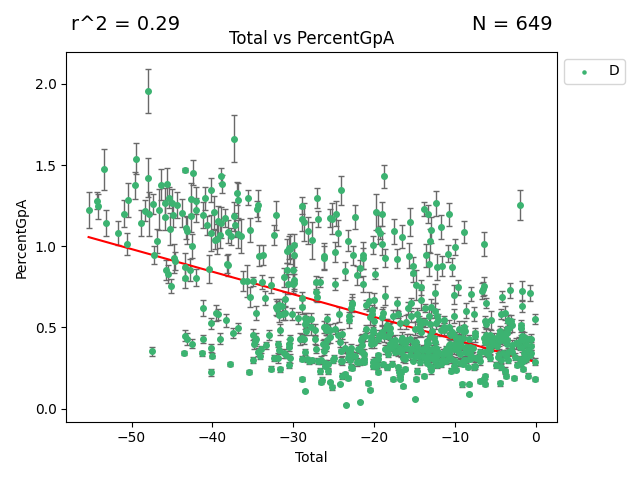 r^2 = 0.29
N = 649
Total vs PercentGpA
D
PercentGpA
2.0
1.5
1.0
0.5
0.0
−50
−40
−30
−20
−10
0
Total